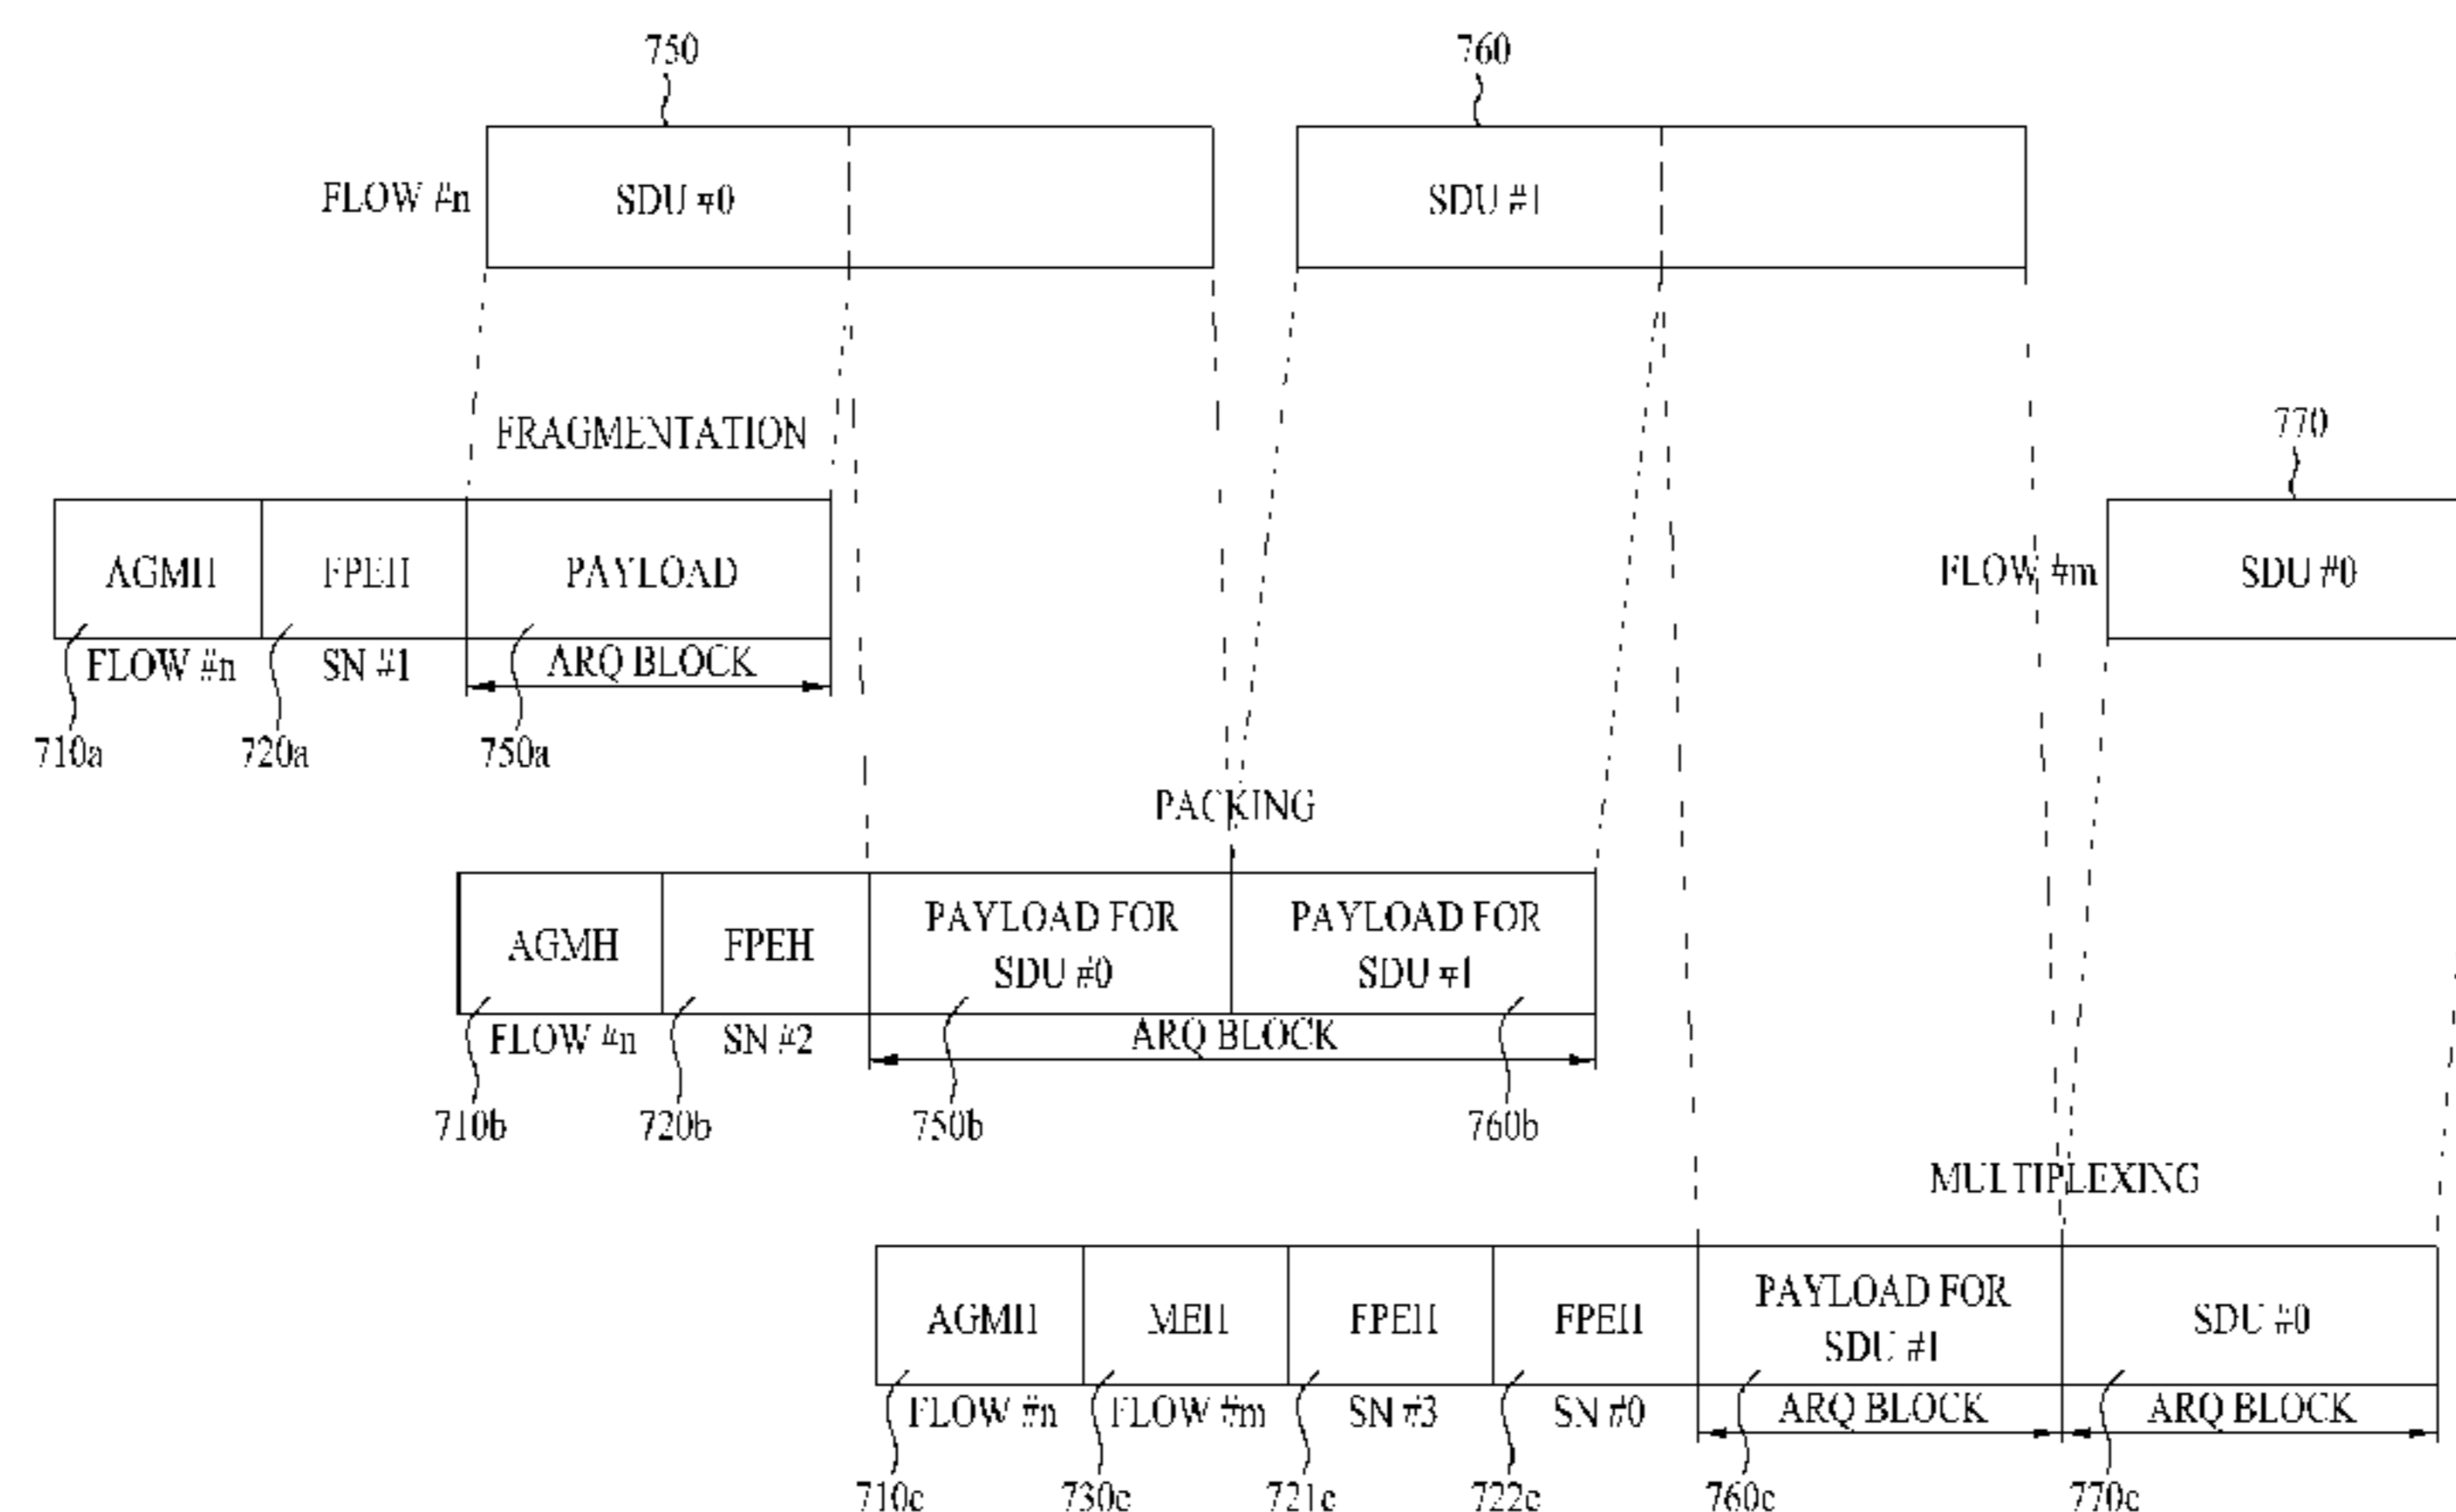 750
760
FLOW #n
SDU #0
SDU #1
FRAGMENTATION
770
AGMH
FPEH
PAYLOAD
FLOW #m
SDU #0
FLOW #n
SN #1
ARQ BLOCK
710a
720a
750a
PACKING
AGMH
FPEH
PAYLOAD FOR
SDU #0
PAYLOAD FOR
SDU #1
FLOW #n
SN #2
ARQ BLOCK
710b
720b
750b
760b
MULTIPLEXING
AGMH
MEH
FPEH
FPEH
PAYLOAD FOR
SDU #1
SDU #0
FLOW #n
FLOW #m
SN #3
SN #0
ARQ BLOCK
ARQ BLOCK
710c
730c
721c
722c
760c
770c